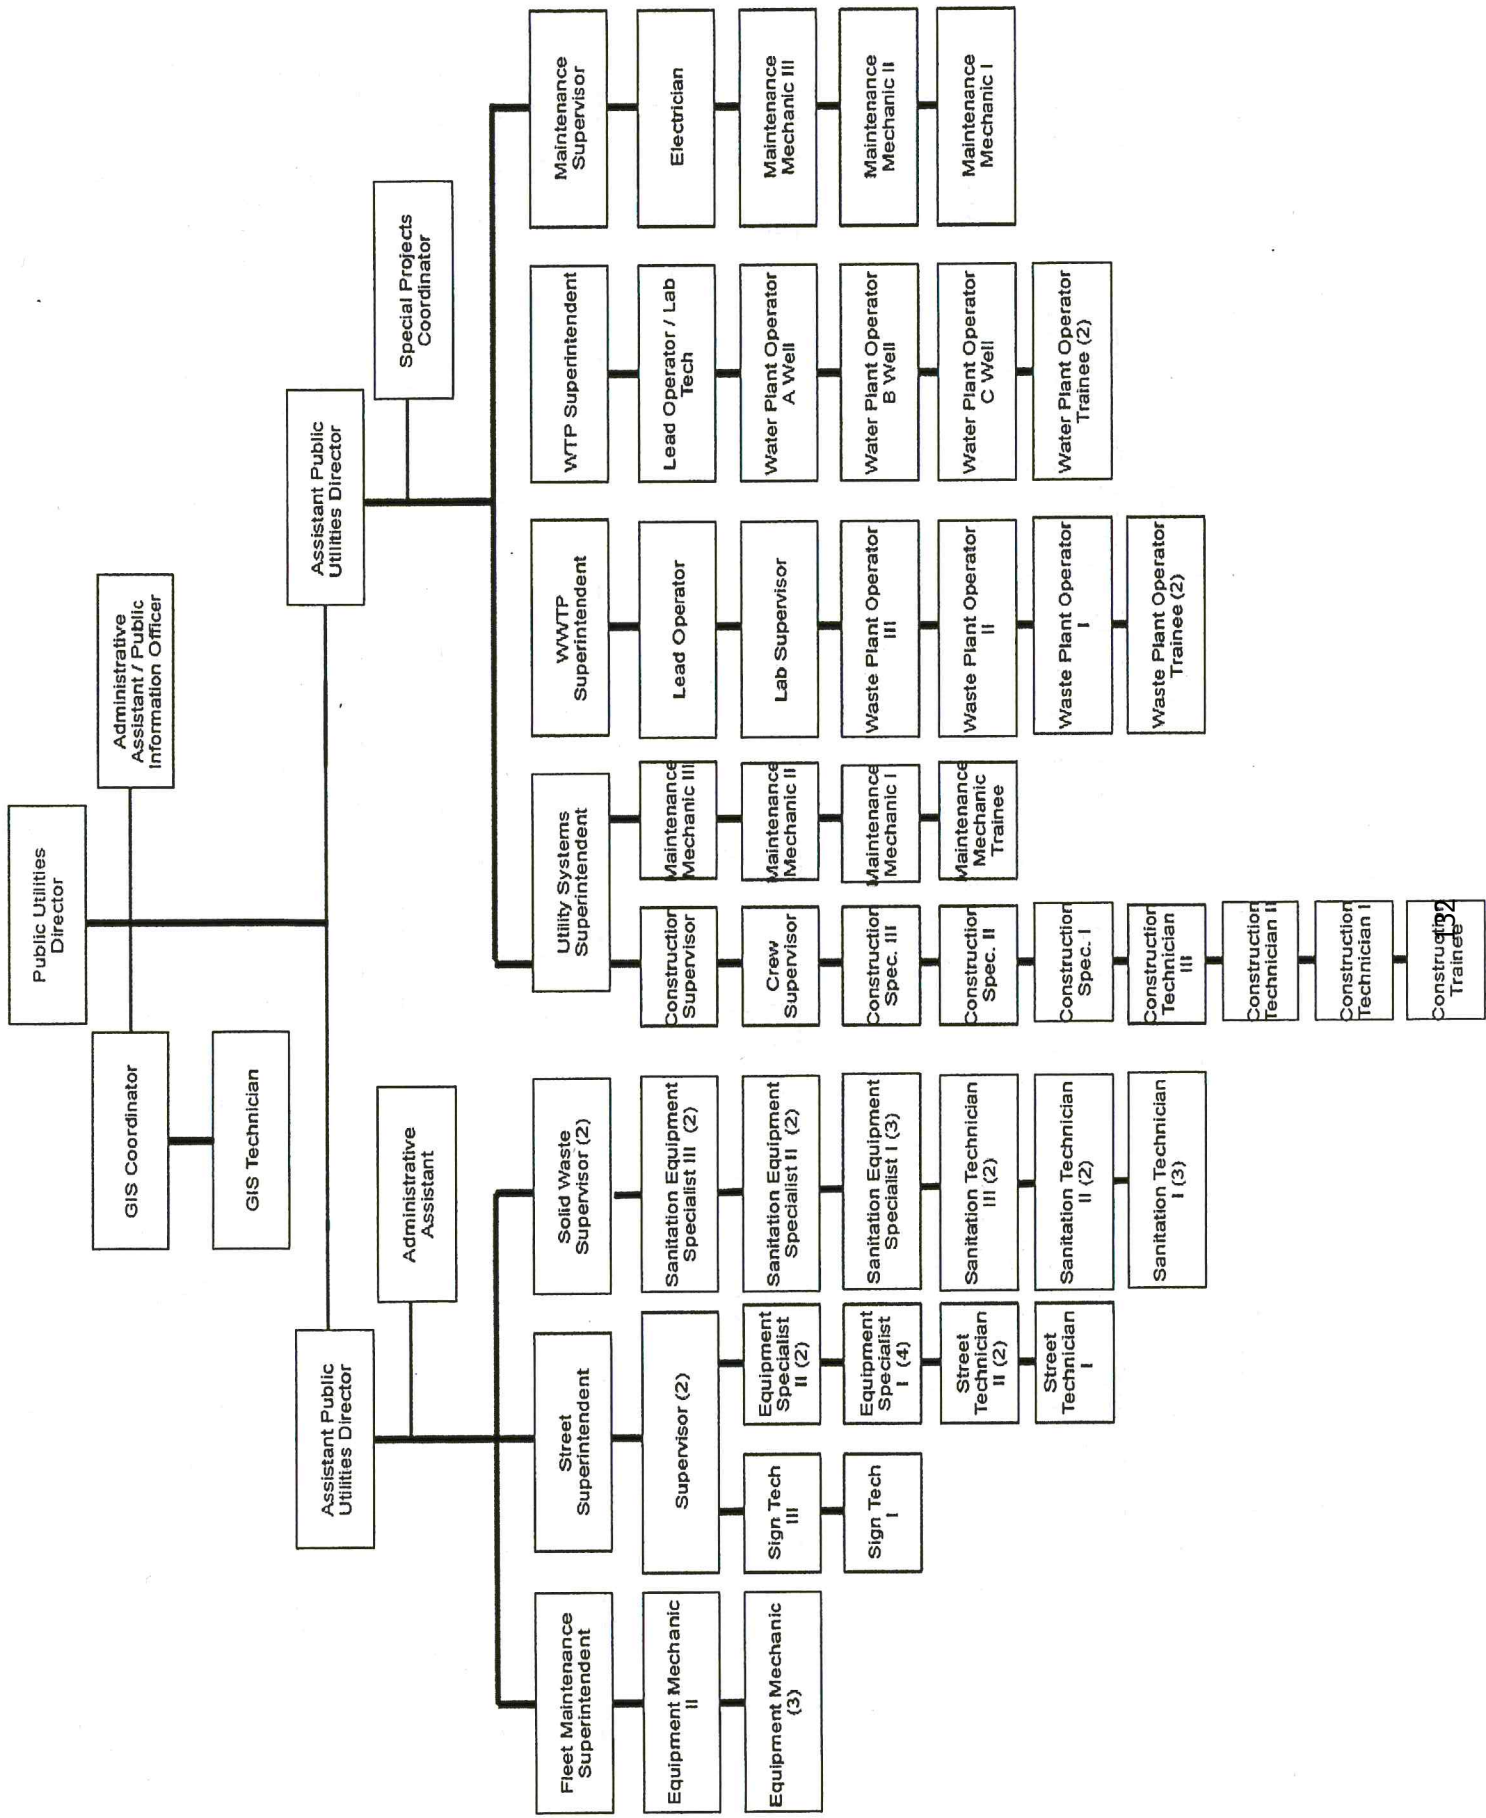 Public Utilities
Director
GIS Coordinator
Administrative
Assistant / Public
Information Officer
GIS Technician
Assistant Public
Utilities Director
Assistant Public
Utilities Director
Administrative
Assistant
Special Projects
Coordinator
Fleet Maintenance
Superintendent
Equipment Mechanic
II
Equipment Mechanic
(3)
Street
Superintendent
Supervisor (2)
Sign Tech
III
Sign Tech
I
Equipment
Specialist
II (2)
Equipment
Specialist
I (4)
Street
Technician
II (2)
Street
Technician
I
Solid Waste
Supervisor (2)
Sanitation Equipment
Specialist III (2)
Sanitation Equipment
Specialist II (2)
Sanitation Equipment
Specialist I (3)
Sanitation Technician
III (2)
Sanitation Technician
II (2)
Sanitation Technician
I (3)
Utility Systems
Superintendent
Construction
Supervisor
Crew
Supervisor
Construction
Spec. III
Construction
Spec. II
Construction
Spec. I
Construction
Technician
III
Construction
Technician II
Construction
Technician I
Construction
Trainee
Maintenance
Mechanic III
Maintenance
Mechanic II
Maintenance
Mechanic I
Maintenance
Mechanic
Trainee
WWTP
Superintendent
Lead Operator
Lab Supervisor
Waste Plant Operator
III
Waste Plant Operator
II
Waste Plant Operator
I
Waste Plant Operator
Trainee (2)
WTP Superintendent
Lead Operator / Lab
Tech
Water Plant Operator
A Well
Water Plant Operator
B Well
Water Plant Operator
C Well
Water Plant Operator
Trainee (2)
Maintenance
Supervisor
Electrician
Maintenance
Mechanic III
Maintenance
Mechanic II
Maintenance
Mechanic I
132